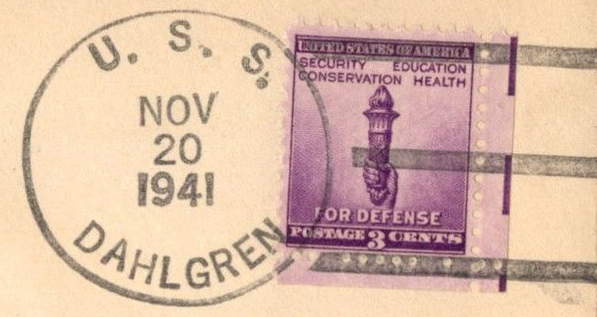 U. S. S.
NOV
20
1941
DAHLGREN
UNITED STATES OF AMERICA
SECURITY EDUCATION
CONSERVATION HEALTH
FOR DEFENSE
POSTAGE 3 CENTS